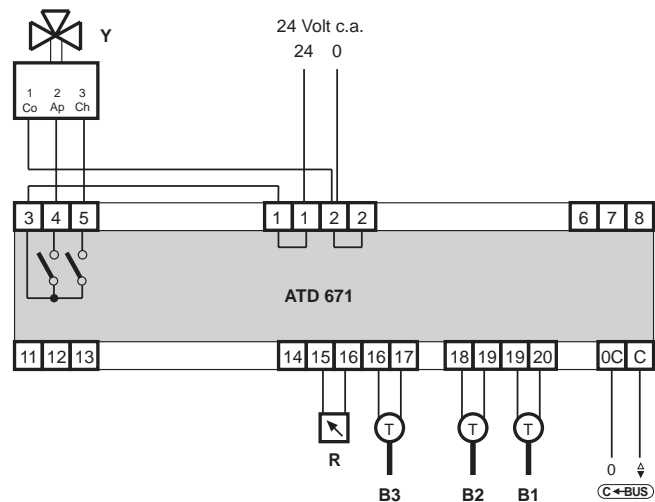 24 Volt c.a.
24 0
Y
1 2 3
Co Ap Ch
3 4 5 1 1 2 2 6 7 8
ATD 671
11 12 13 14 15 16 16 17 18 19 19 20 0C C
T T T
R
0
B3 B2 B1 C BUS